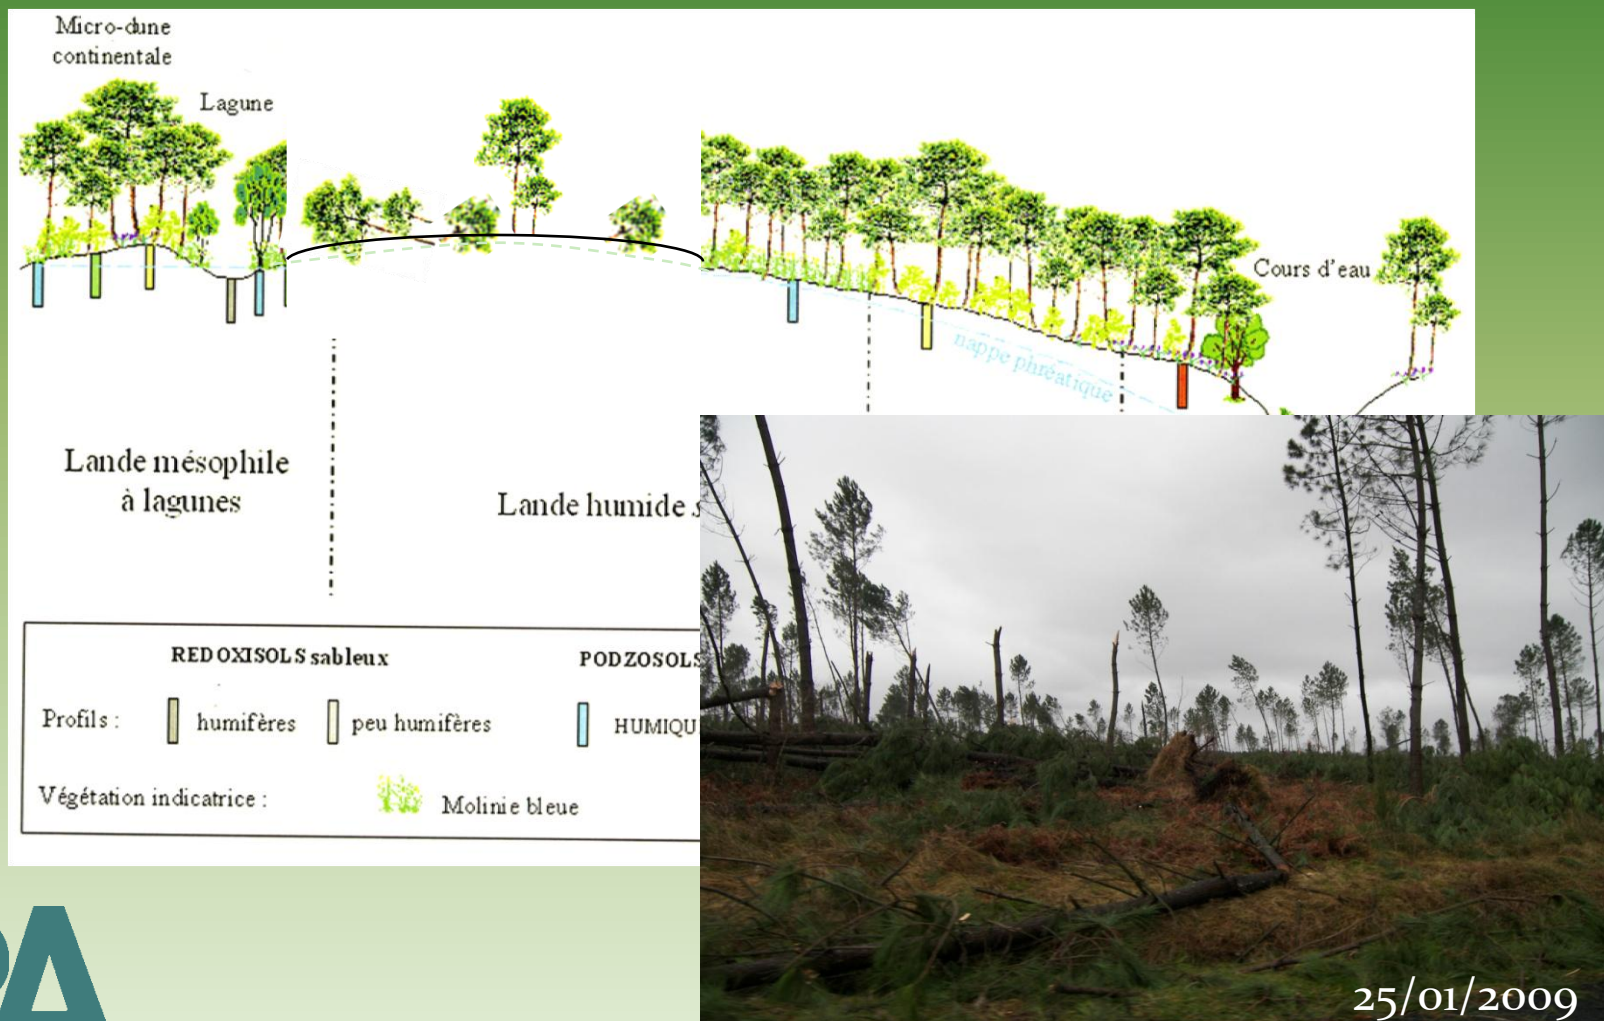 Micro-dune
continentale
Lagune
Cours d'eau
nappe phréatique
Lande mésophile
à lagunes
Lande humide
REDOXISOLS sableux
PODZOSOLS
Profils :
humifères
peu humifères
Végétation indicatrice :
Molinie bleue
25/01/2009